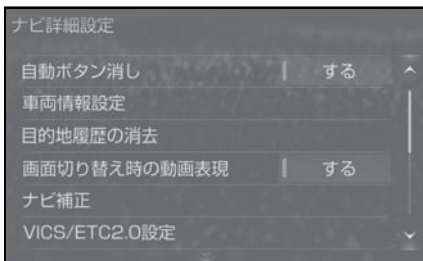 ナビ詳細設定
自動ボタン消し する
車両情報設定
目的地履歴の消去
画面切り替え時の動画表現 する
ナビ補正
VICS/ETC2.0設定